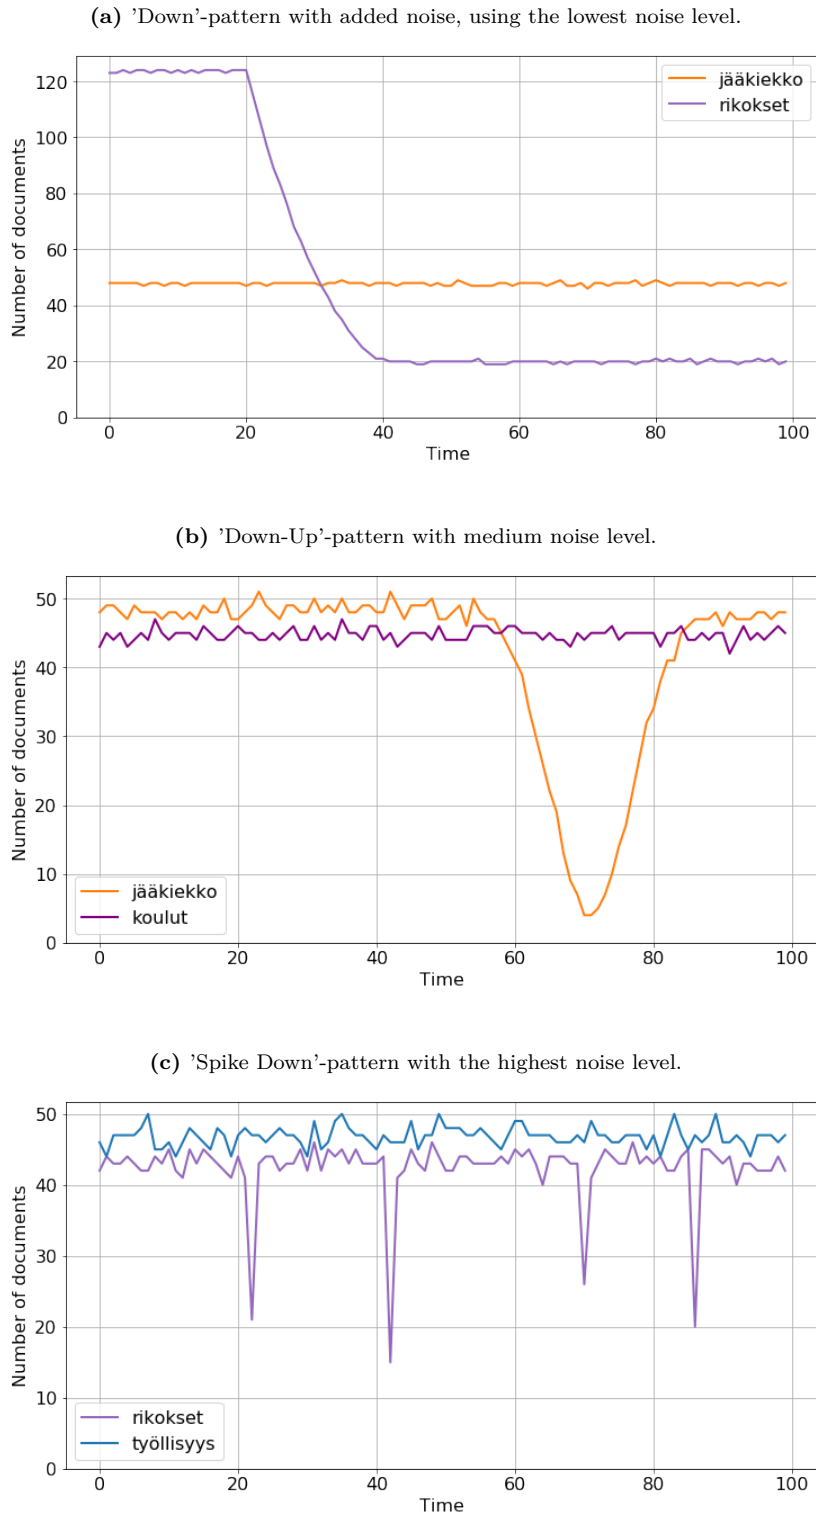 (a) 'Down'-pattern with added noise, using the lowest noise level.
120
100
80
60
40
20
0
Number of documents
jääkiekko
rikokset
0 20 40 60 80 100
Time
(b) 'Down-Up'-pattern with medium noise level.
50
40
30
20
10
0
Number of documents
jääkiekko
koulut
0 20 40 60 80 100
Time
(c) 'Spike Down'-pattern with the highest noise level.
50
40
30
20
10
0
Number of documents
rikokset
työllisyys
0 20 40 60 80 100
Time